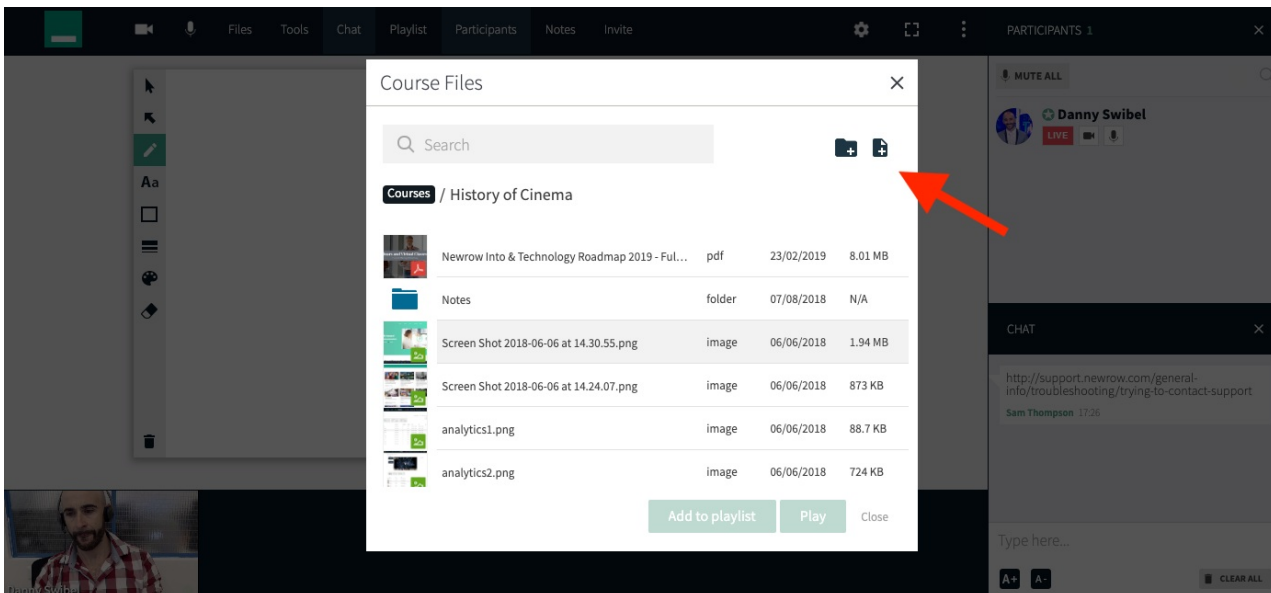 Files Tools Chat Playlist Participants Notes Invite
PARTICIPANTS 1
MUTE ALL
Danny Swibel
LIVE
Aa
Course Files
Search
Courses / History of Cinema
Newrow Into & Technology Roadmap 2019 - Ful... pdf 23/02/2019 8.01 MB
Notes folder 07/08/2018 N/A
Screen Shot 2018-06-06 at 14.30.55.png image 06/06/2018 1.94 MB
Screen Shot 2018-06-06 at 14.24.07.png image 06/06/2018 873 KB
analytics1.png image 06/06/2018 88.7 KB
analytics2.png image 06/06/2018 724 KB
Add to playlist Play Close
CHAT
http://support.newrow.com/general-
info/troubleshooting/trying-to-contact-support
Sam Thompson 17:26
Type here...
A+ A- CLEAR ALL
Danny Swibel